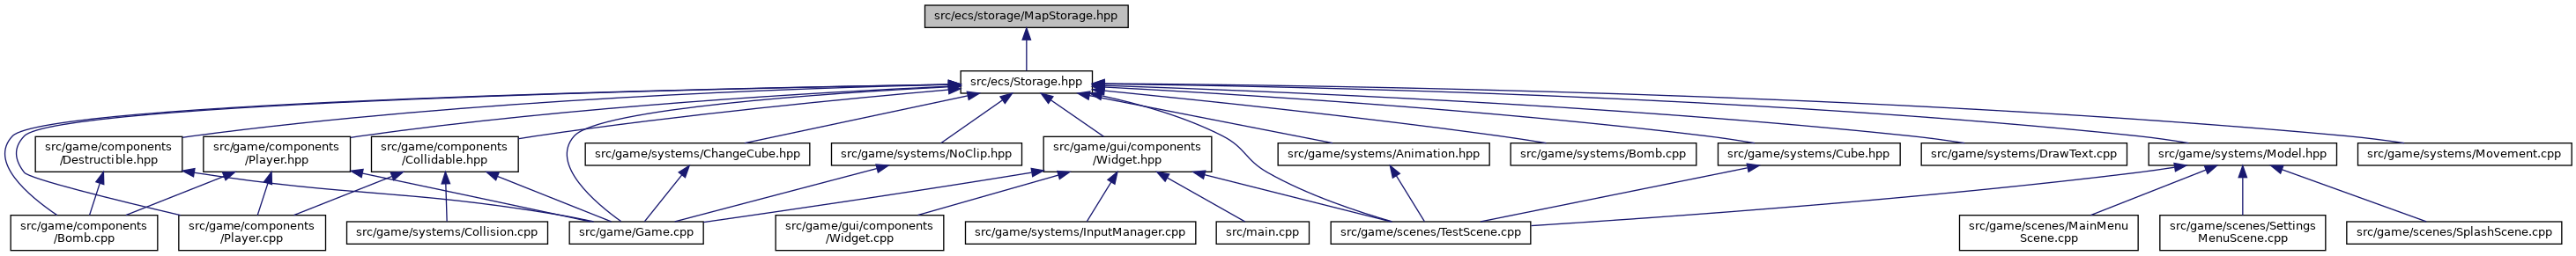 src/ecs/storage/MapStorage.hpp
src/ecs/Storage.hpp
src/game/components
/Destructible.hpp
src/game/components
/Player.hpp
src/game/components
/Collidable.hpp
src/game/systems/ChangeCube.hpp
src/game/systems/NoClip.hpp
src/game/gui/components
/Widget.hpp
src/game/systems/Animation.hpp
src/game/systems/Bomb.cpp
src/game/systems/Cube.hpp
src/game/systems/DrawText.cpp
src/game/systems/Model.hpp
src/game/systems/Movement.cpp
src/game/components
/Bomb.cpp
src/game/components
/Player.cpp
src/game/systems/Collision.cpp
src/game/Game.cpp
src/game/gui/components
/Widget.cpp
src/game/systems/InputManager.cpp
src/main.cpp
src/game/scenes/TestScene.cpp
src/game/scenes/MainMenu
Scene.cpp
src/game/scenes/Settings
MenuScene.cpp
src/game/scenes/SplashScene.cpp